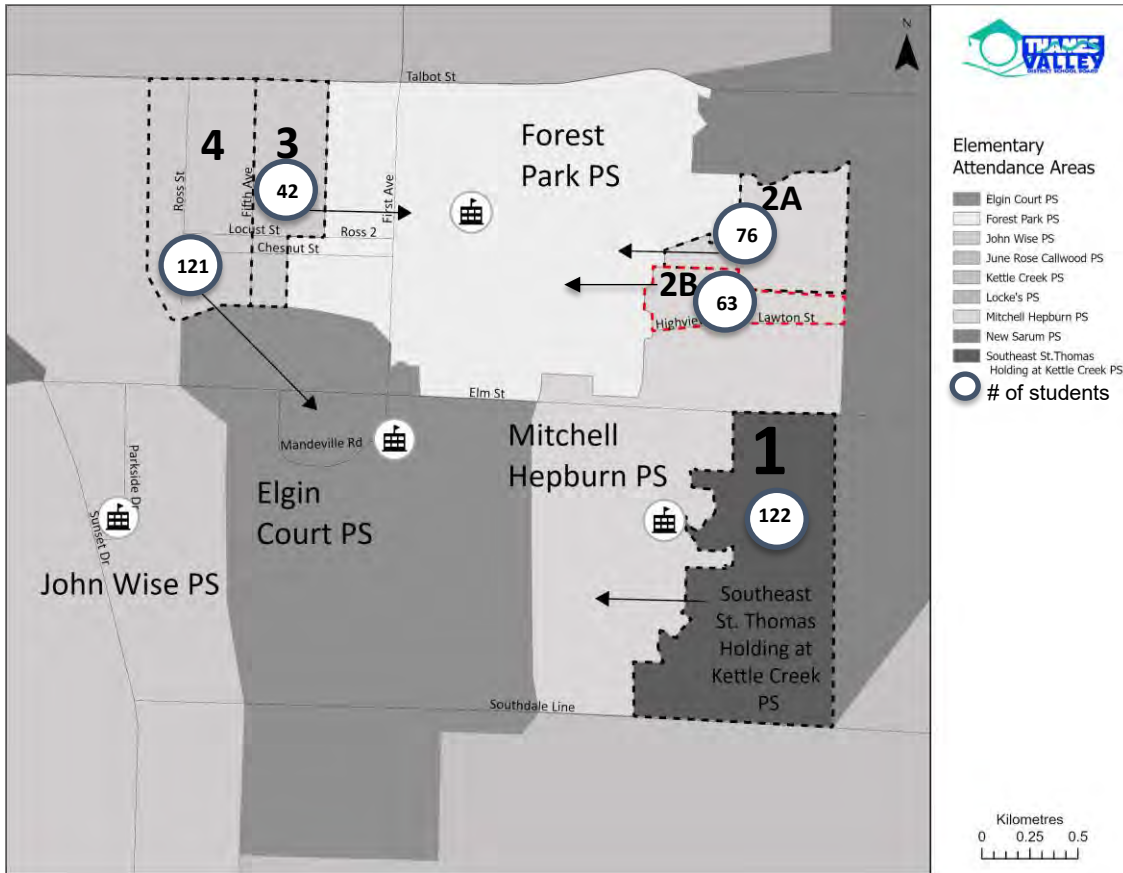 Talbot St
N
4
3
42
Ross St
Fifth Ave
First Ave
Locust St
Ross 2
Chesnut St
121
Forest
Park PS
2A
76
2B
63
Lawton St
Elm St
Mandeville Rd
Elgin
Court PS
Mitchell
Hepburn PS
1
122
Parkside Dr
Sunset Dr
John Wise PS
Southeast
St. Thomas
Holding at
Kettle Creek
PS
Southdale Line
THAMES
VALLEY
DISTRICT SCHOOL BOARD
Elementary
Attendance Areas
Elgin Court PS
Forest Park PS
John Wise PS
June Rose Callwood PS
Kettle Creek PS
Locke's PS
Mitchell Hepburn PS
New Sarum PS
Southeast St.Thomas
Holding at Kettle Creek PS
# of students
Kilometres
0 0.25 0.5